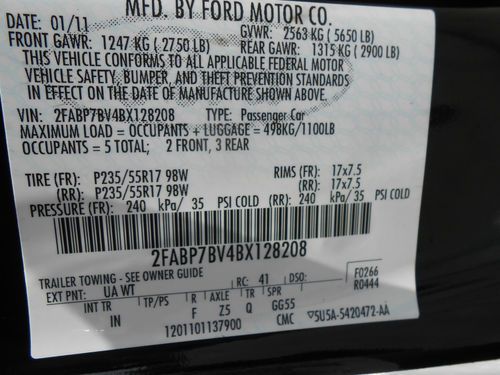 MFD. BY FORD MOTOR CO.
DATE: 01/11 GVWR: 2563 KG ( 5650 LB)
FRONT GAWR: 1247 KG ( 2750 LB) REAR GAWR: 1315 KG ( 2900 LB)
THIS VEHICLE CONFORMS TO ALL APPLICABLE FEDERAL MOTOR
VEHICLE SAFETY, BUMPER, AND THEFT PREVENTION STANDARDS
IN EFFECT ON THE DATE OF MANUFACTURE SHOWN ABOVE.
VIN: 2FABP7BV4BX128208 TYPE: Passenger Car
MAXIMUM LOAD = OCCUPANTS + LUGGAGE = 498KG/1100LB
OCCUPANTS = 5 TOTAL; 2 FRONT, 3 REAR
TIRE (FR): P235/55R17 98W RIMS (FR): 17x7.5
(RR): P235/55R17 98W (RR): 17x7.5
PRESSURE (FR): 240 kPa/ 35 PSI COLD (RR): 240 kPa/ 35 PSI COLD
2FABP7BV4BX128208
TRAILER TOWING - SEE OWNER GUIDE
EXT PNT: UA WT RC: 41 DSO: F0266
INT TR TP/PS R AXLE TR SPR R0444
IN F Z5 Q GG55
1201101137900 CMC ▽5U5A-5420472-AA